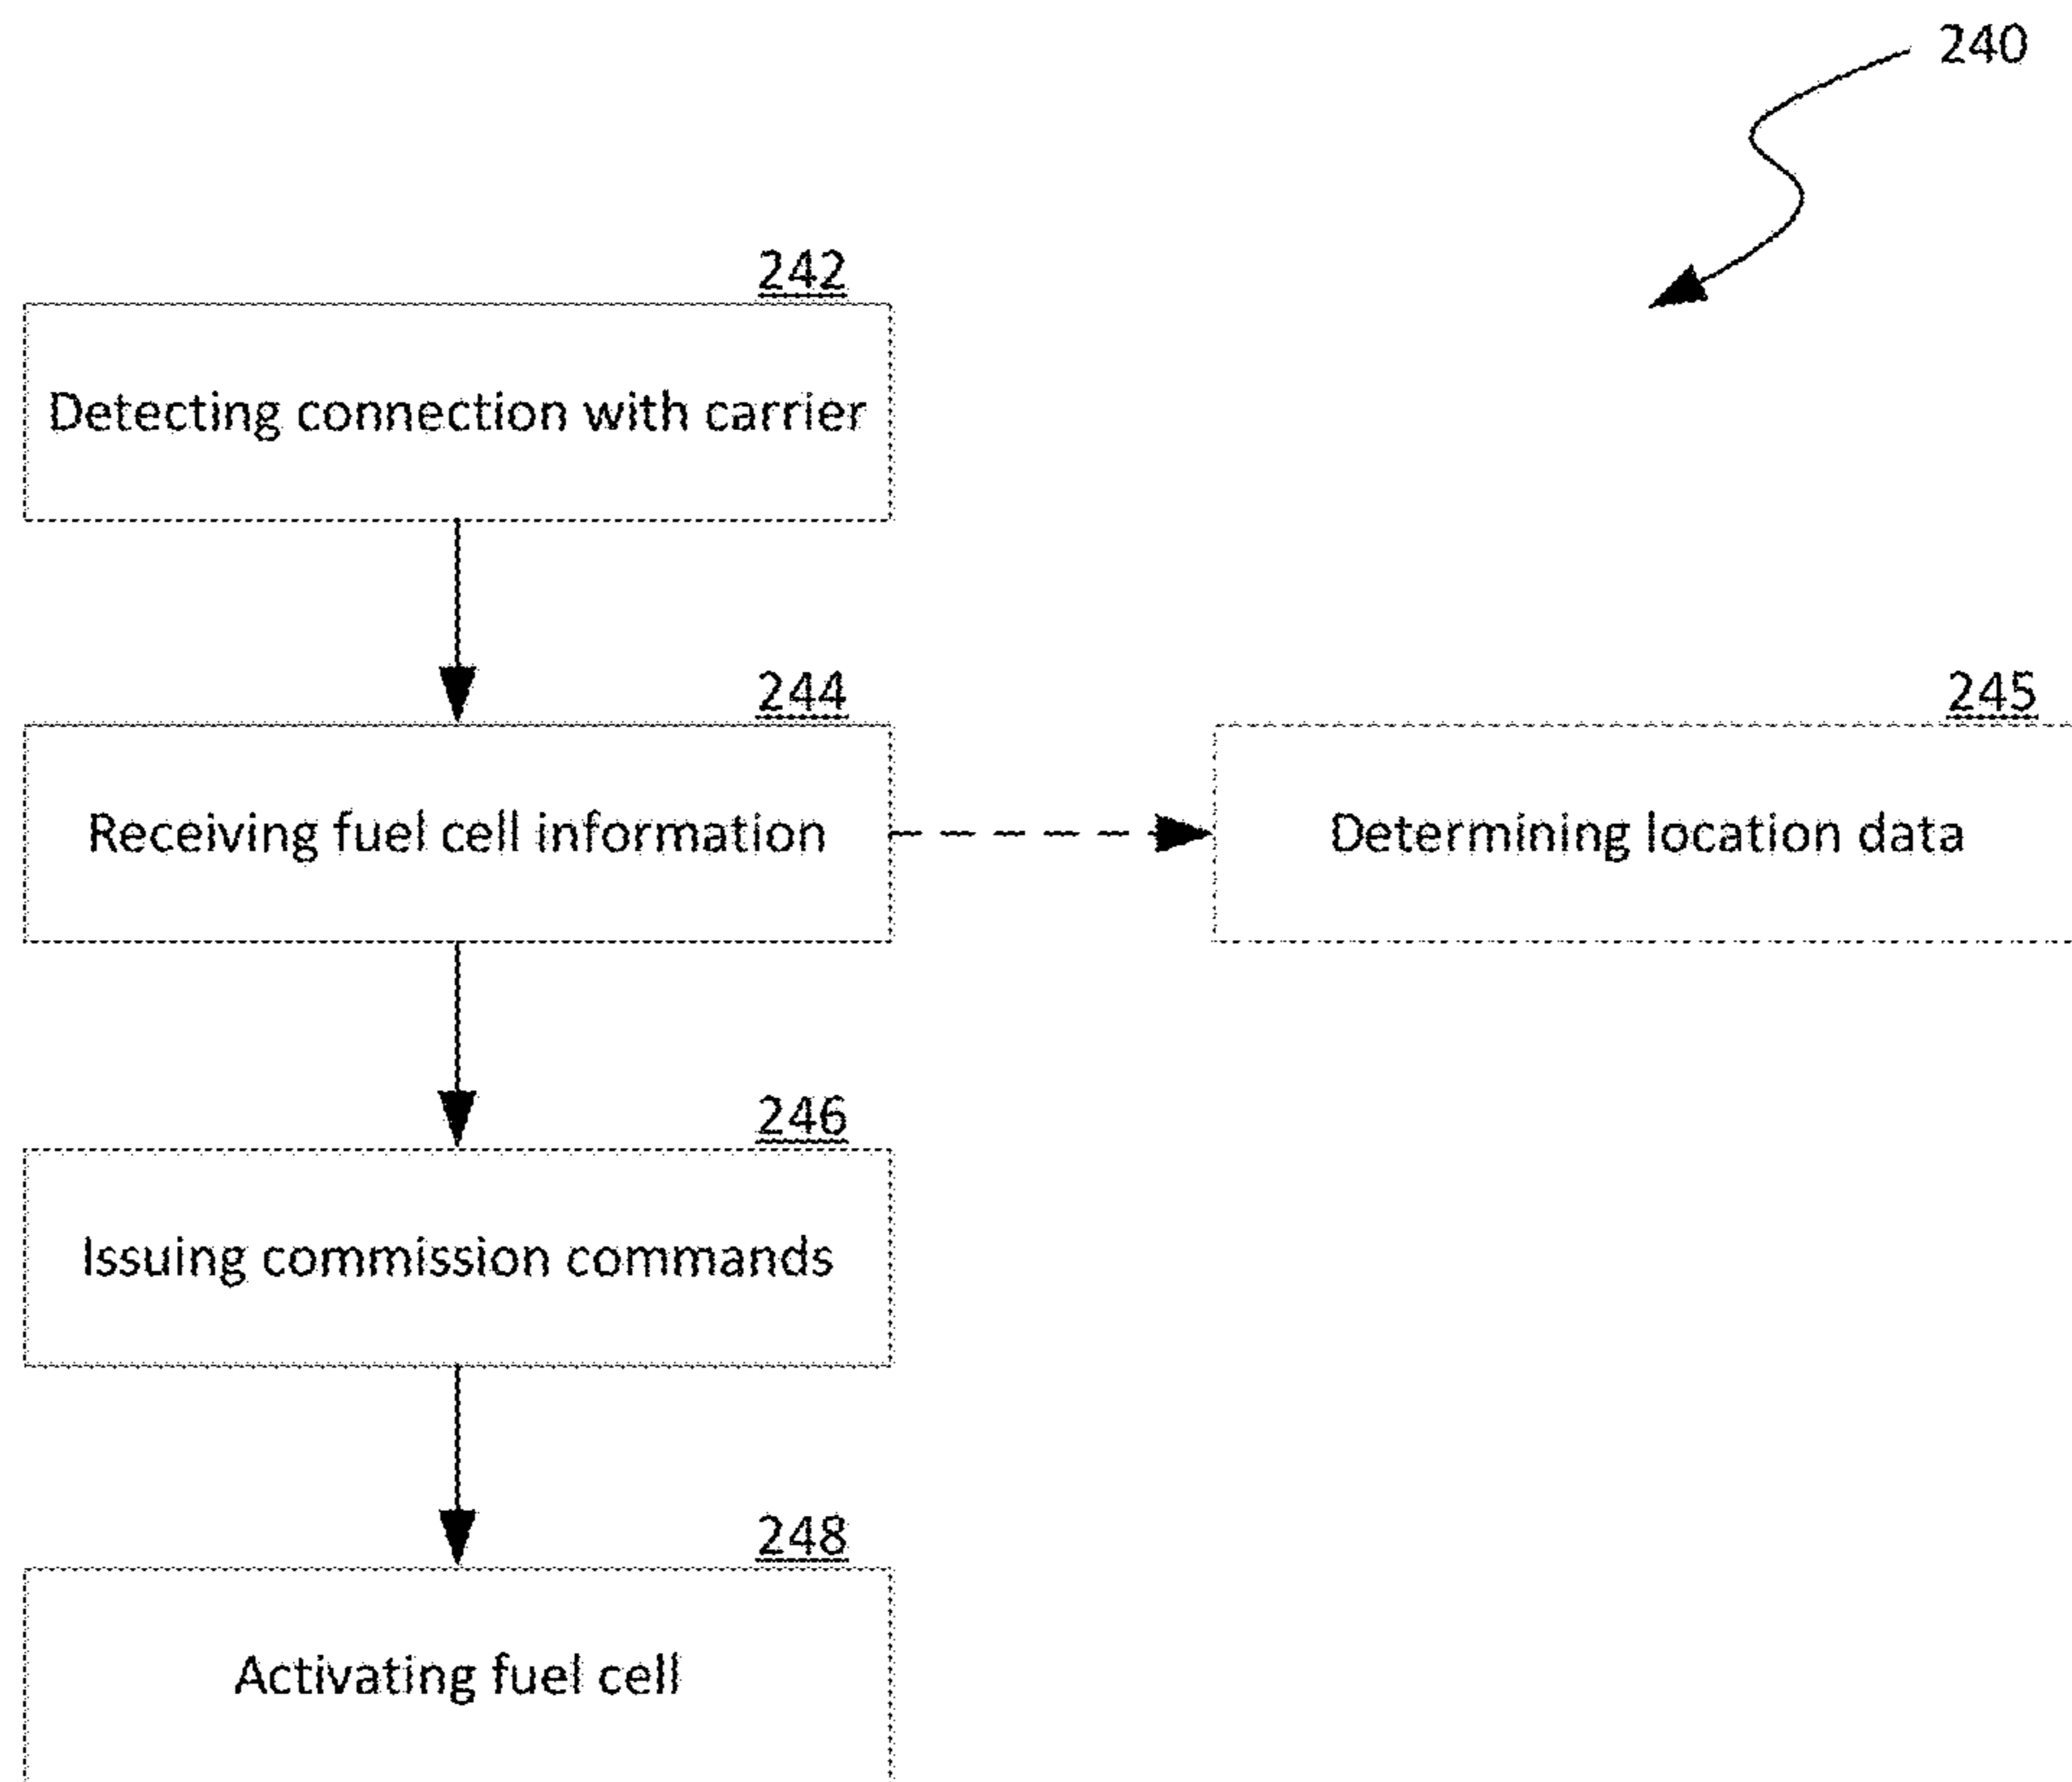 240
242
Detecting connection with carrier
244
Receiving fuel cell information
245
Determining location data
246
Issuing commission commands
248
Activating fuel cell